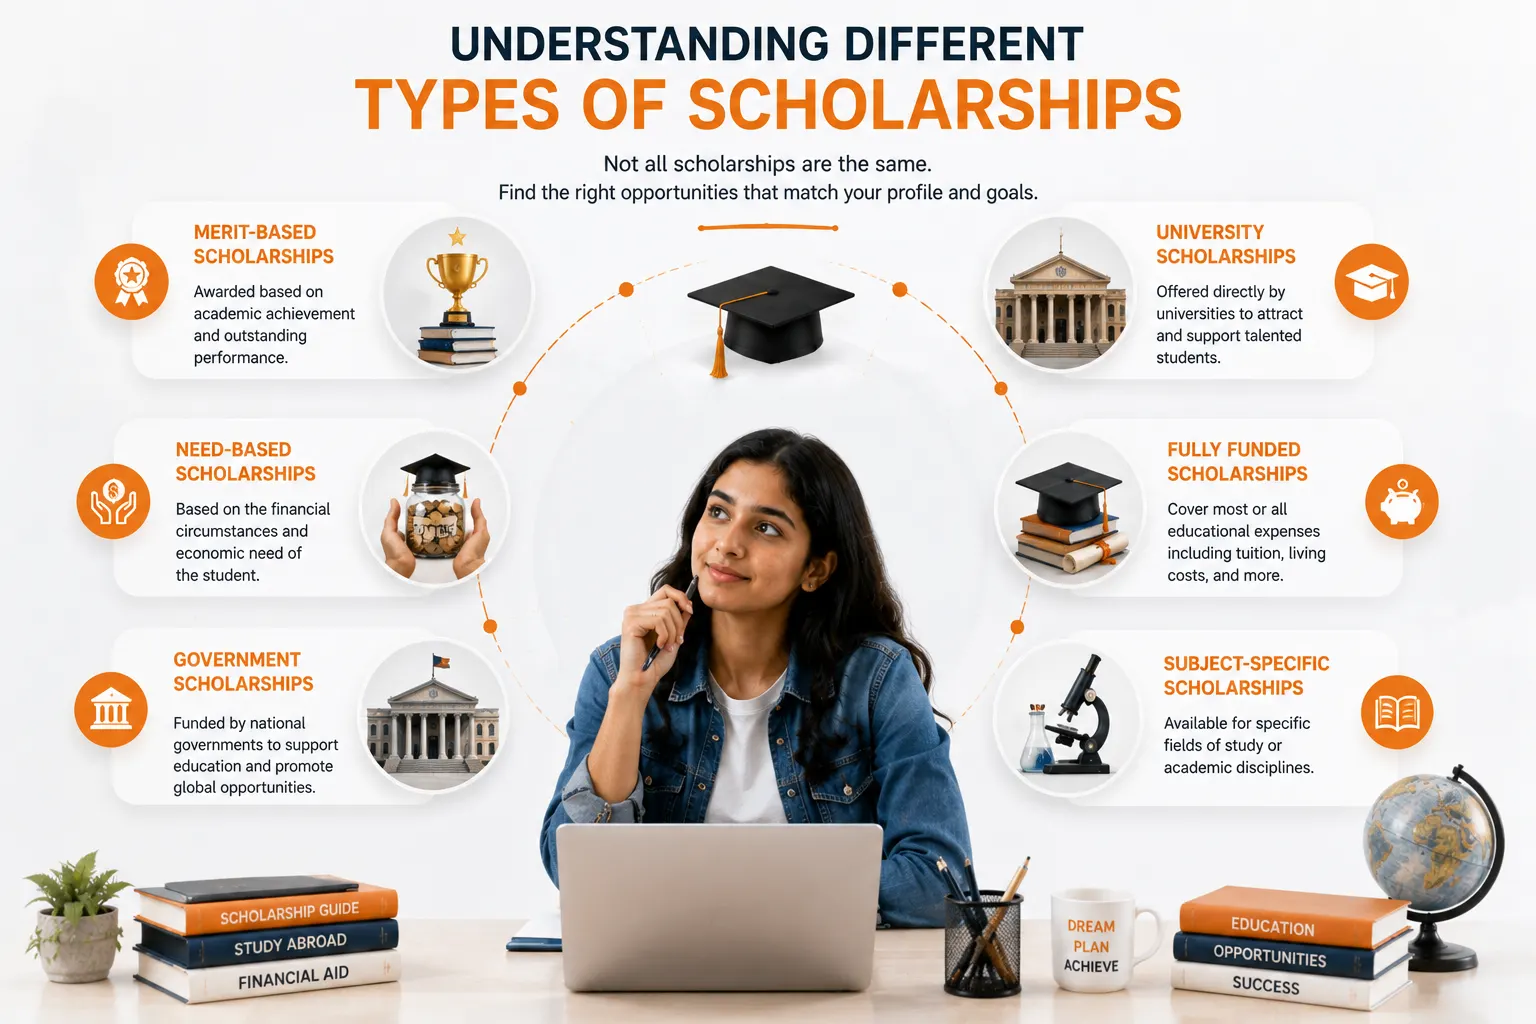 UNDERSTANDING DIFFERENT
TYPES OF SCHOLARSHIPS
Not all scholarships are the same.
Find the right opportunities that match your profile and goals.
MERIT-BASED
SCHOLARSHIPS
Awarded based on
academic achievement
and outstanding
performance.
NEED-BASED
SCHOLARSHIPS
Based on the financial
circumstances and
economic need of
the student.
GOVERNMENT
SCHOLARSHIPS
Funded by national
governments to support
education and promote
global opportunities.
UNIVERSITY
SCHOLARSHIPS
Offered directly by
universities to attract
and support talented
students.
FULLY FUNDED
SCHOLARSHIPS
Cover most or all
educational expenses
including tuition, living
costs, and more.
SUBJECT-SPECIFIC
SCHOLARSHIPS
Available for specific
fields of study or
academic disciplines.
SCHOLARSHIP GUIDE
STUDY ABROAD
FINANCIAL AID
DREAM
PLAN
ACHIEVE
EDUCATION
OPPORTUNITIES
SUCCESS